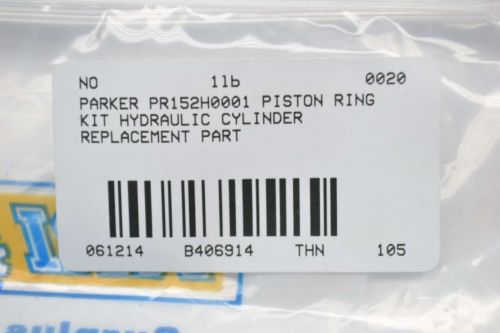 NO 1lb 0020
PARKER PR152H0001 PISTON RING
KIT HYDRAULIC CYLINDER
REPLACEMENT PART
061214 B406914 THN 105